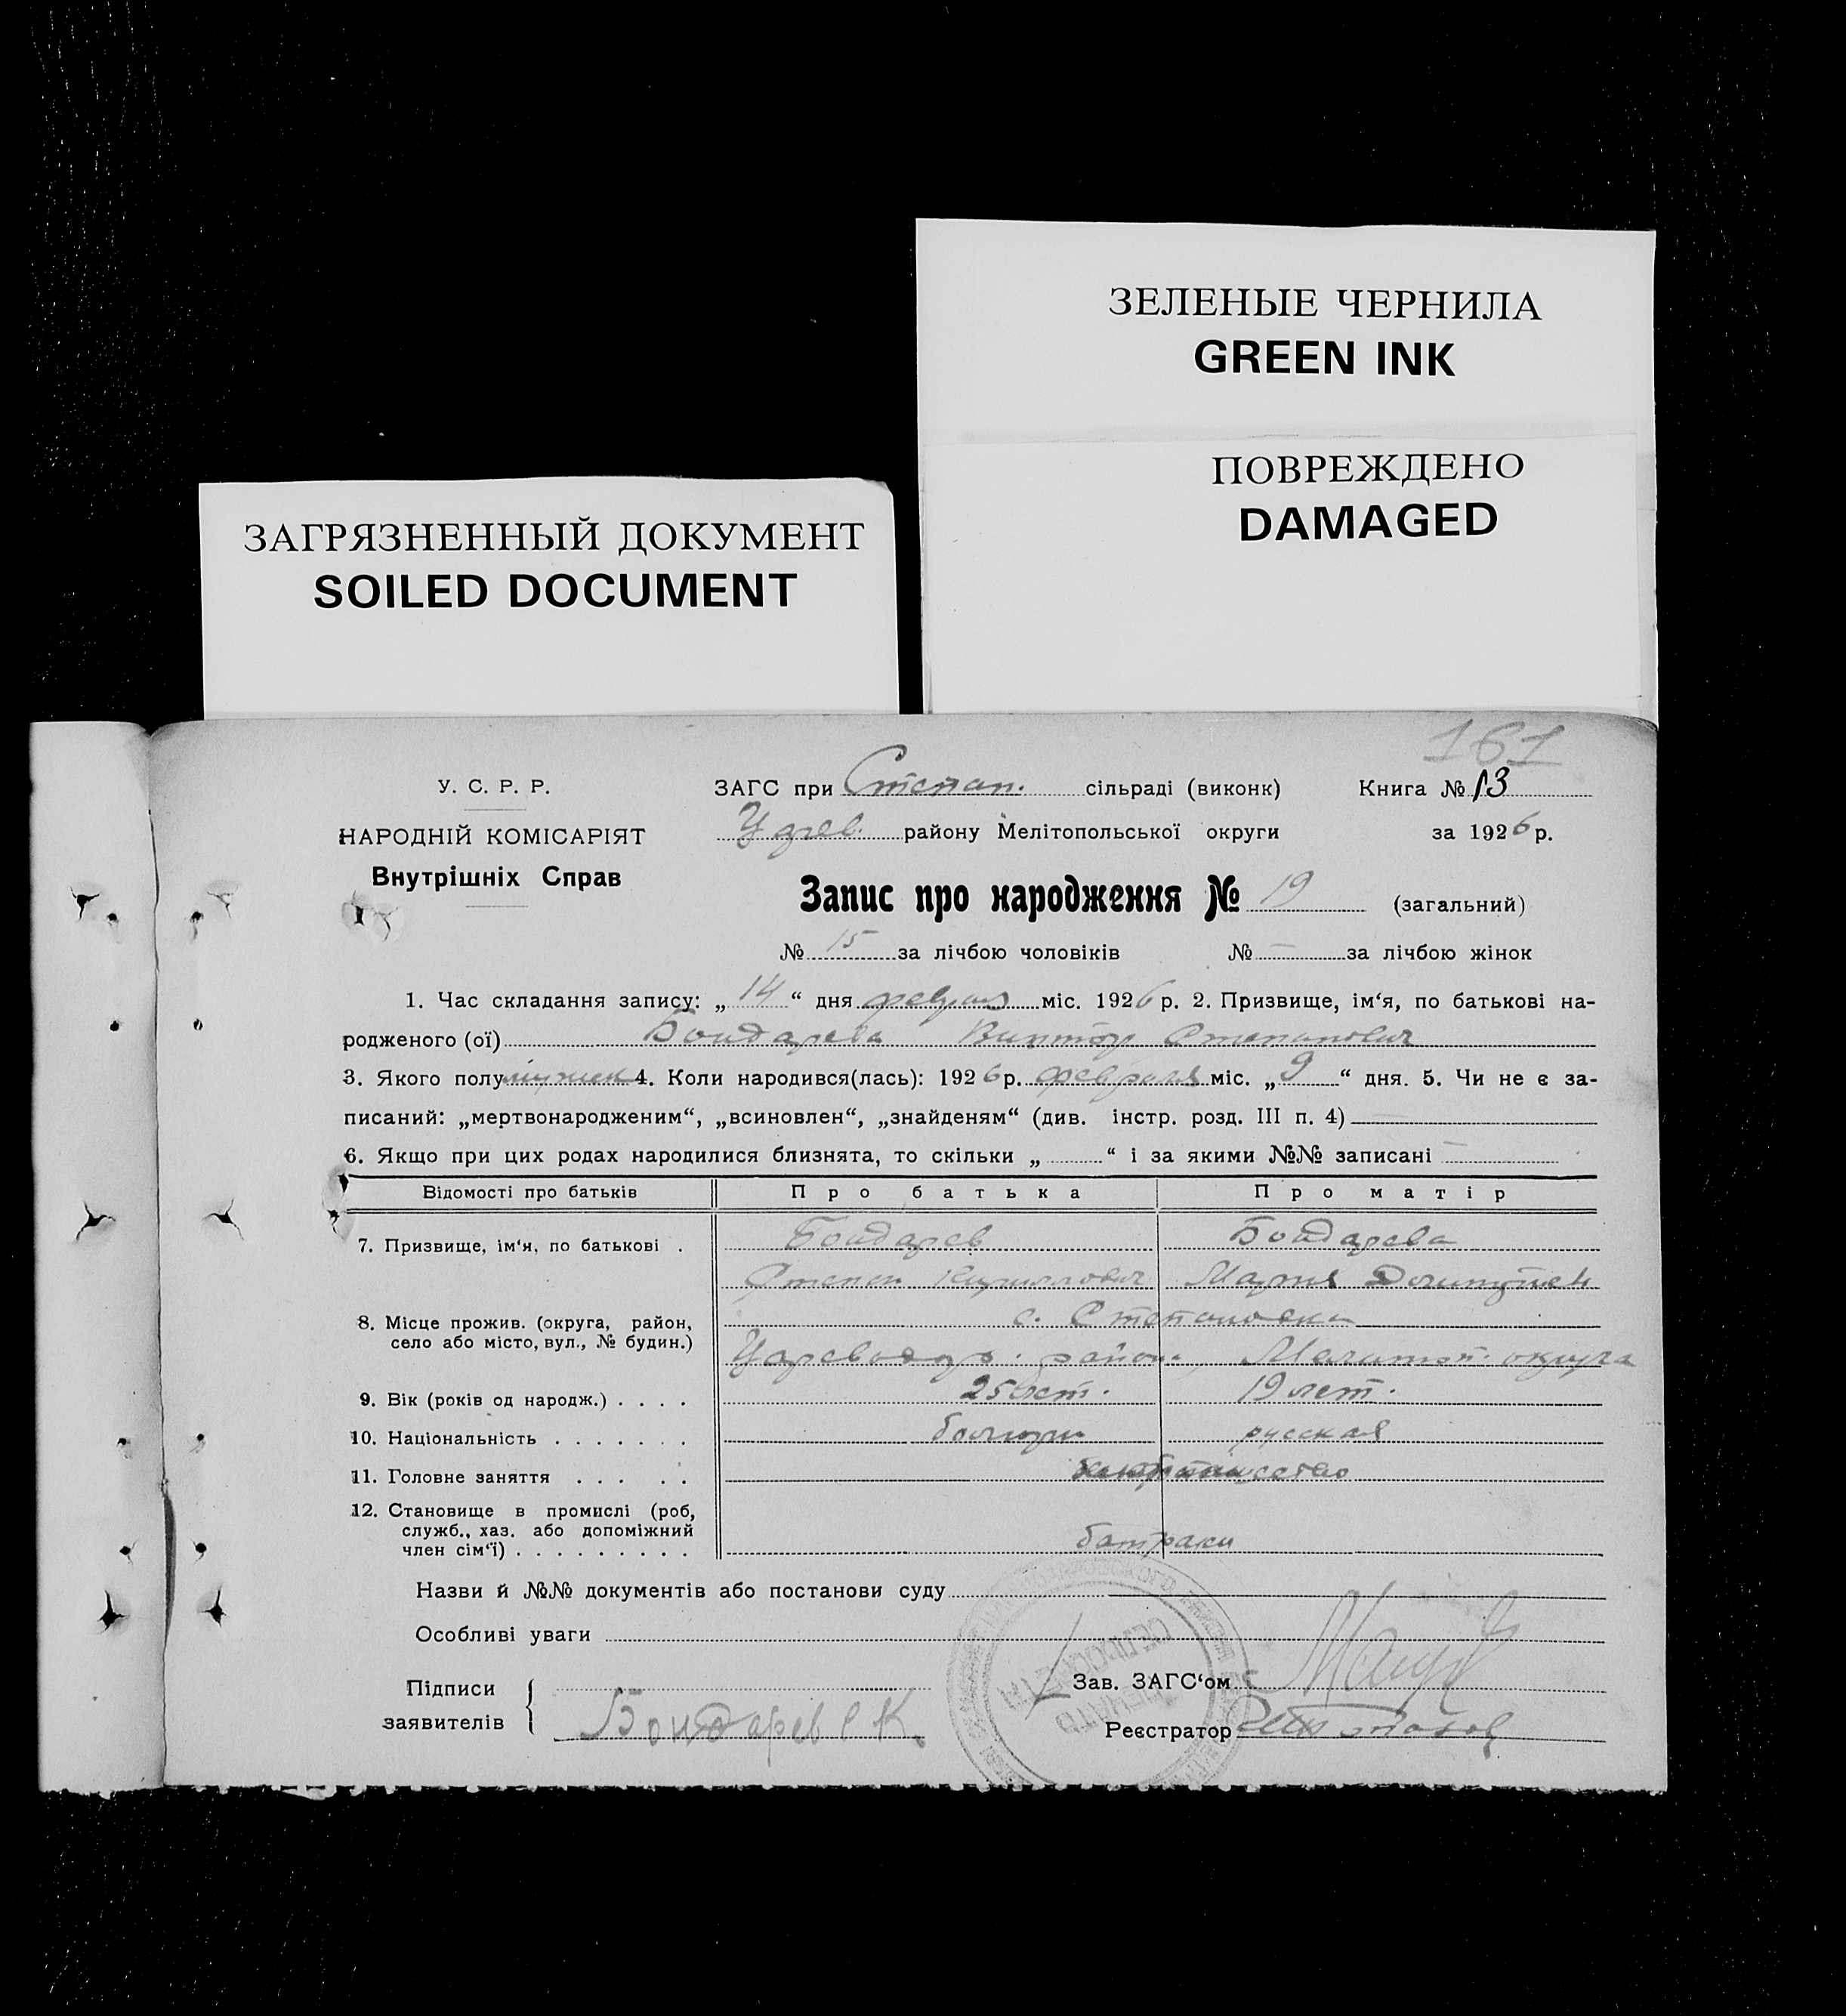 ЗЕЛЕНЫЕ ЧЕРНИЛА
GREEN INK
ПОВРЕЖДЕНО
DAMAGED
ЗАГРЯЗНЕННЫЙ ДОКУМЕНТ
SOILED DOCUMENT
161
У. С. Р. Р.
ЗАГС при Степан. сільраді (виконк) Книга № 13
НАРОДНІЙ КОМІСАРІЯТ
району Мелітопольської округи за 1926 р.
Внутрішніх Справ
Запис про народження № 19 (загальний)
№ 15 за лічбою чоловіків № — за лічбою жінок
1. Час складання запису: „ 14 “ дня міс. 1926 р. 2. Призвище, ім‘я, по батькові на-
родженого (ої) Бондарева Виктор Степанович
3. Якого полу 4. Коли народився(лась): 1926 р. февраля міс. „ 9 “ дня. 5. Чи не є за-
писаний: „мертвонародженим“, „всиновлен“, „знайденям“ (див. інстр. розд. III п. 4)
6. Якщо при цих родах народилися близнята, то скільки „ “ і за якими №№ записані —
Відомості про батьків Про батька Про матір
7. Призвище, ім‘я, по батькові . Бондарев Бондарева
Степан Кириллович Мария
8. Місце прожив. (округа, район, с. Степановка
село або місто, вул., № будин.) района, округа
9. Вік (років од народж.) . . . . 25 лет. 19 лет.
10. Національність . . . . . . . русская
11. Головне заняття . . . . .
12. Становище в промислі (роб,
служб., хаз. або допоміжний
член сім‘ї) . . . . . . . . . батраки
Назви й №№ документів або постанови суду
Особливі уваги
Підписи
заявителів Бондарев С К.
Зав. ЗАГС‘ом
Реєстратор